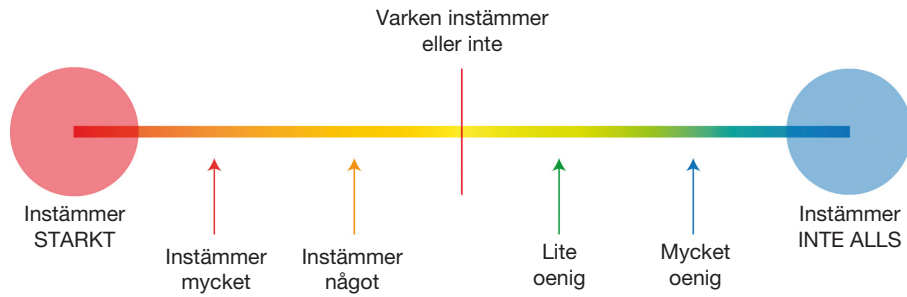 Varken instämmer
eller inte
Instämmer
STARKT
Instämmer
mycket
Instämmer
något
Lite
oenig
Mycket
oenig
Instämmer
INTE ALLS